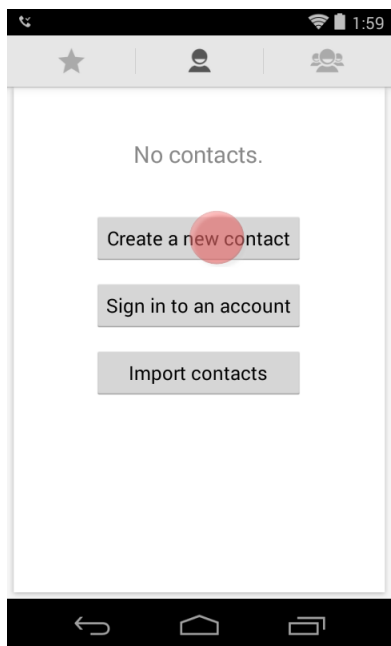 1:59
No contacts.
Create a new contact
Sign in to an account
Import contacts